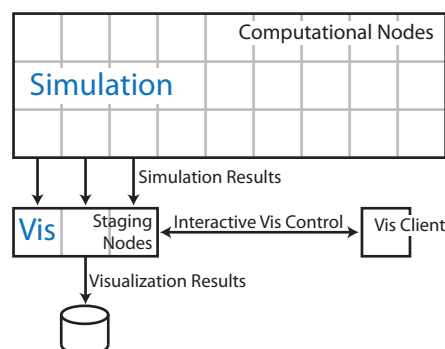 Computational Nodes
Simulation
Simulation Results
Vis
Staging
Nodes
Interactive Vis Control
Vis Client
Visualization Results